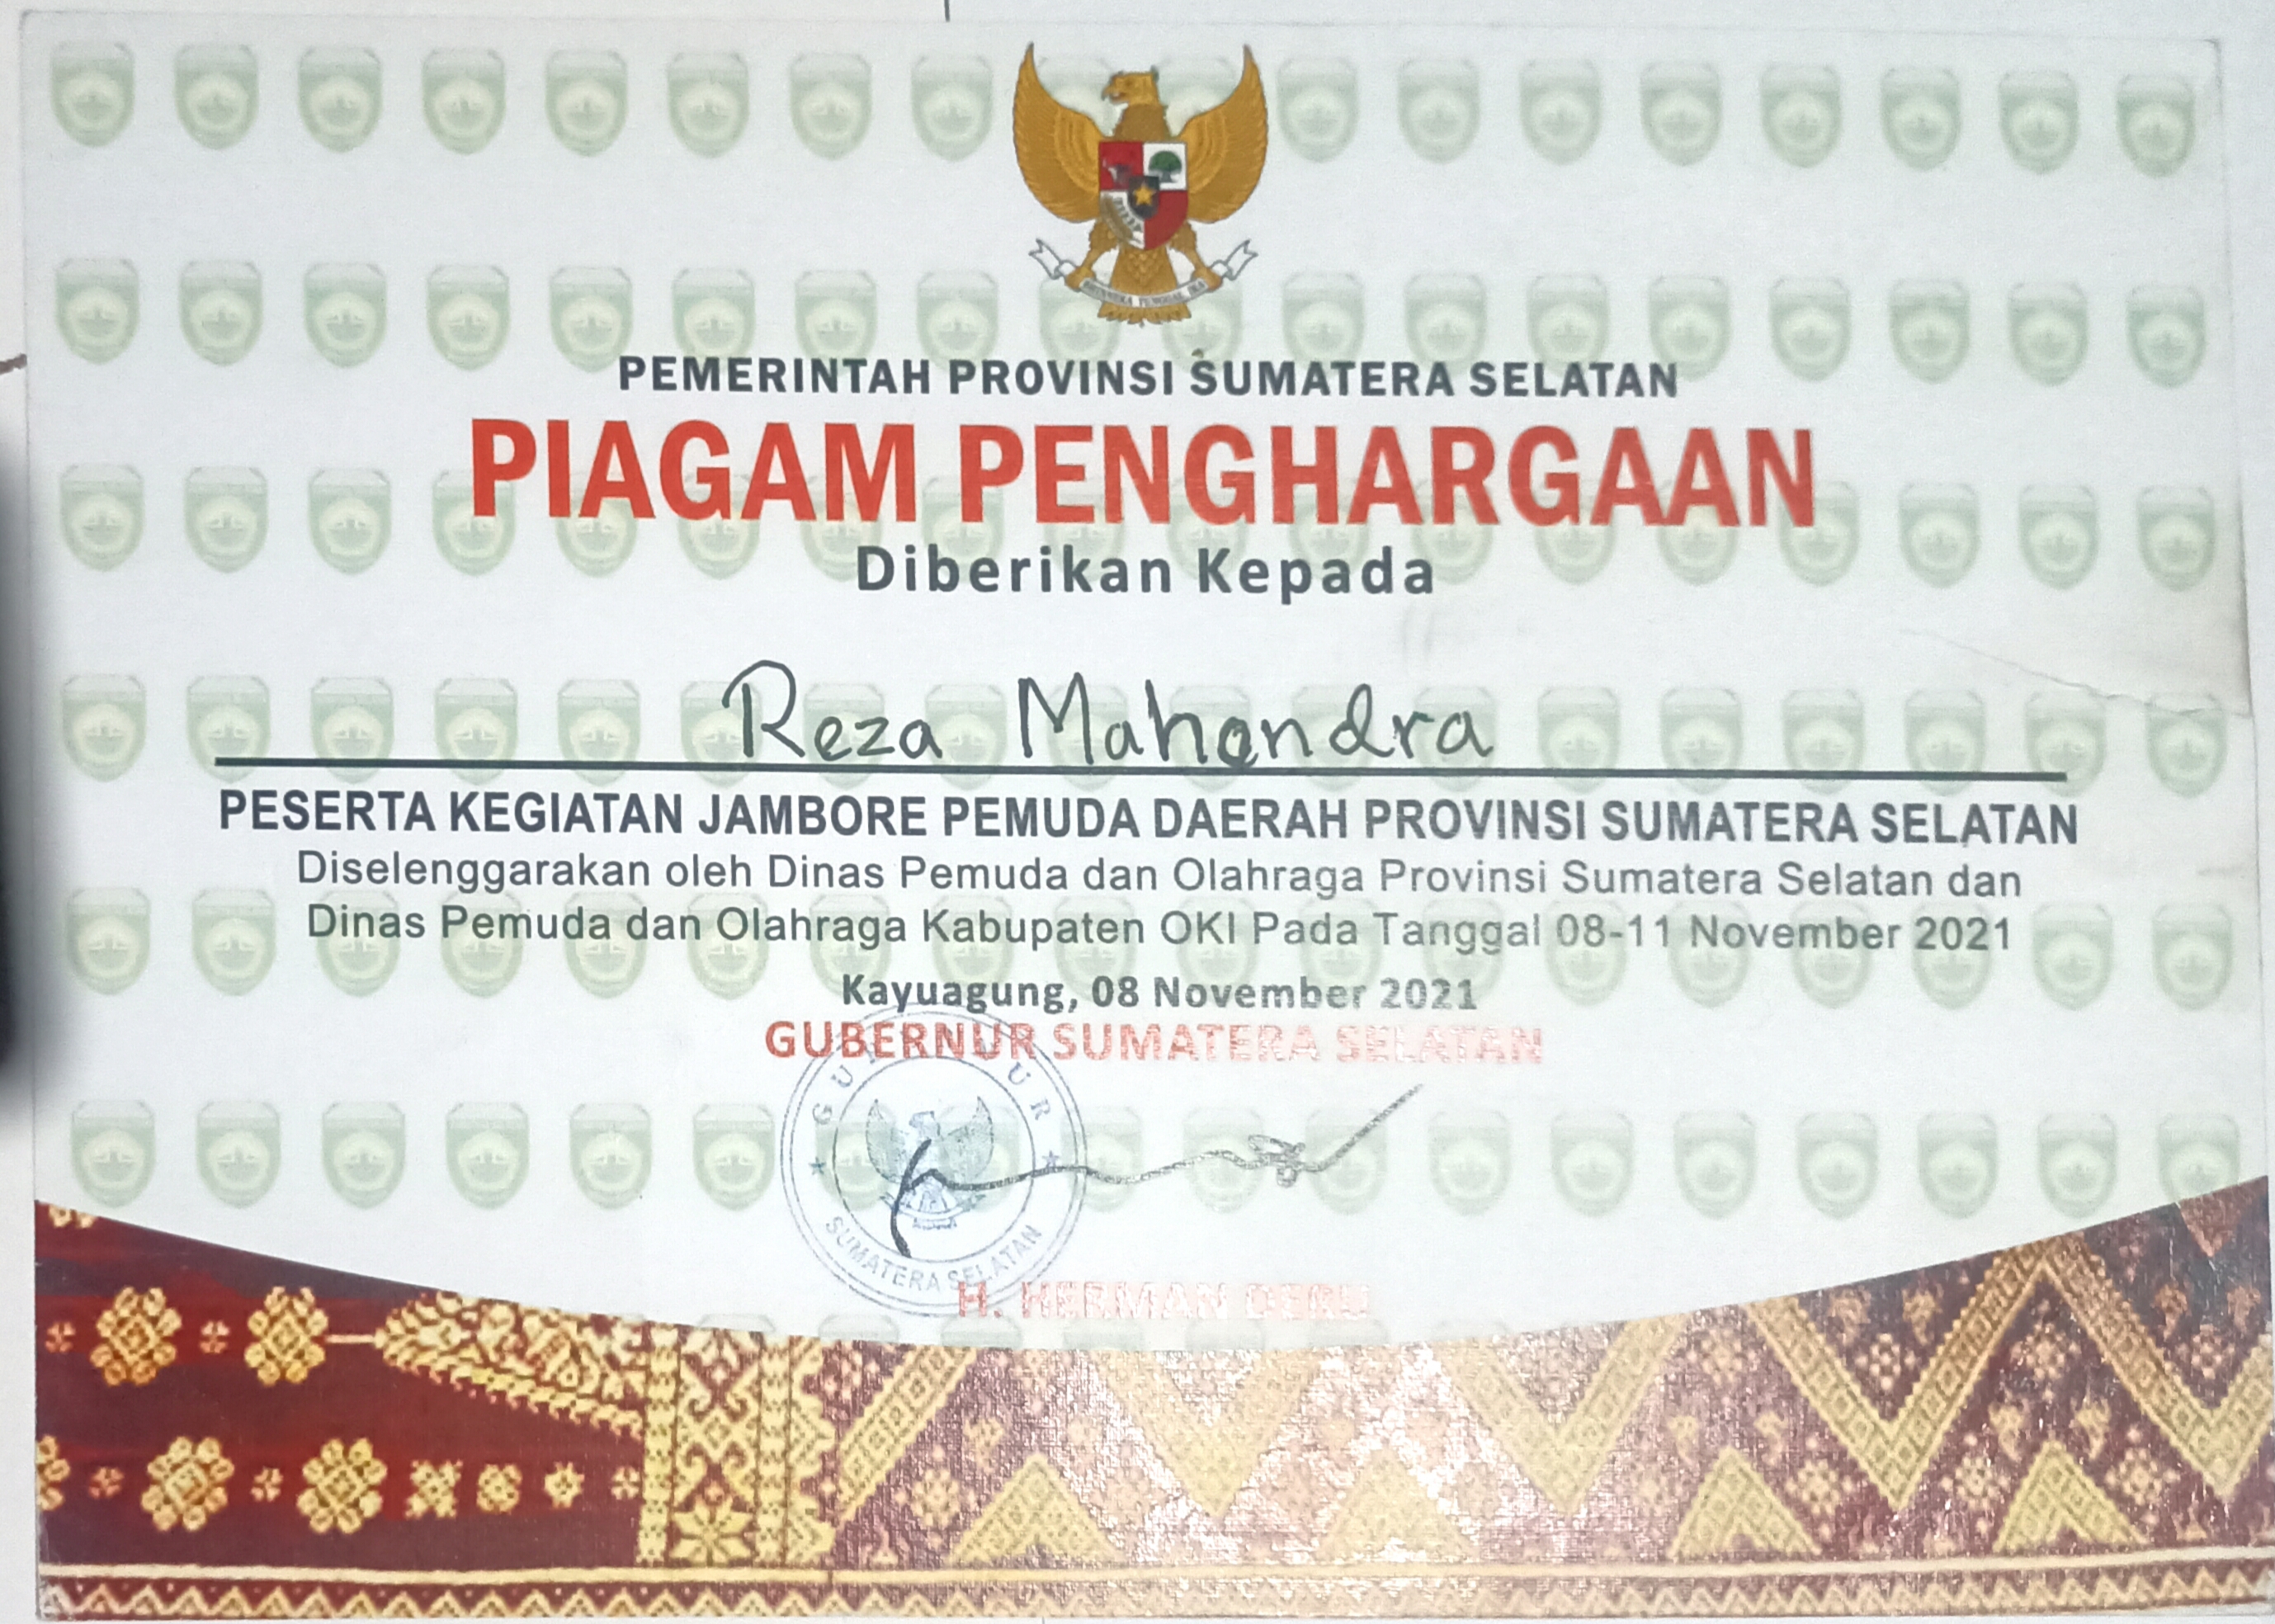 BHINNEKA TUNGGAL IKA
PEMERINTAH PROVINSI SUMATERA SELATAN
PIAGAM PENGHARGAAN
Diberikan Kepada
Reza Mahendra
PESERTA KEGIATAN JAMBORE PEMUDA DAERAH PROVINSI SUMATERA SELATAN
Diselenggarakan oleh Dinas Pemuda dan Olahraga Provinsi Sumatera Selatan dan
Dinas Pemuda dan Olahraga Kabupaten OKI Pada Tanggal 08-11 November 2021
Kayuagung, 08 November 2021
GUBERNUR SUMATERA SELATAN
GUBERNUR
SUMATERA SELATAN
H. HERMAN DERU